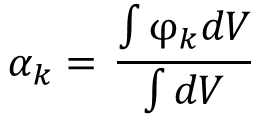 α_k = ∫ φ_k dV / ∫ dV